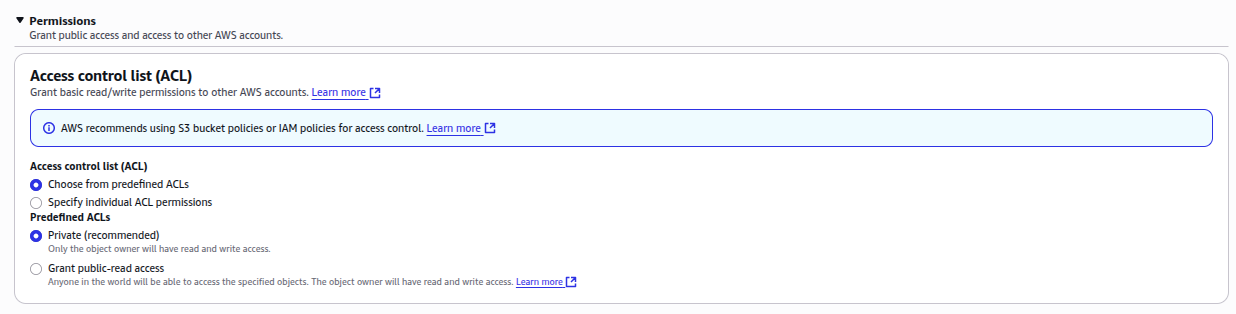 Permissions
Grant public access and access to other AWS accounts.
Access control list (ACL)
Grant basic read/write permissions to other AWS accounts. Learn more
AWS recommends using S3 bucket policies or IAM policies for access control. Learn more
Access control list (ACL)
Choose from predefined ACLs
Specify individual ACL permissions
Predefined ACLs
Private (recommended)
Only the object owner will have read and write access.
Grant public-read access
Anyone in the world will be able to access the specified objects. The object owner will have read and write access. Learn more